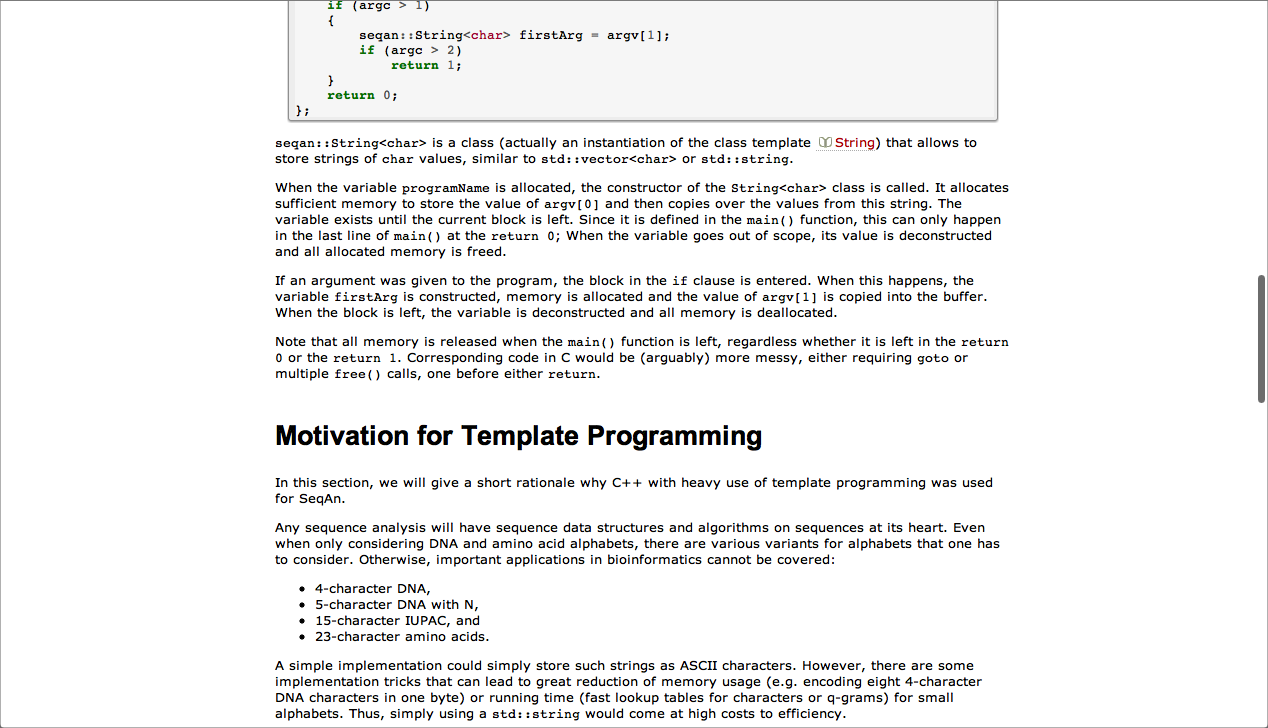 if (argc > 1)
{
seqan::String<char> firstArg = argv[1];
if (argc > 2)
return 1;
}
return 0;
};
seqan::String<char> is a class (actually an instantiation of the class template String) that allows to
store strings of char values, similar to std::vector<char> or std::string.
When the variable programName is allocated, the constructor of the String<char> class is called. It allocates
sufficient memory to store the value of argv[0] and then copies over the values from this string. The
variable exists until the current block is left. Since it is defined in the main() function, this can only happen
in the last line of main() at the return 0; When the variable goes out of scope, its value is deconstructed
and all allocated memory is freed.
If an argument was given to the program, the block in the if clause is entered. When this happens, the
variable firstArg is constructed, memory is allocated and the value of argv[1] is copied into the buffer.
When the block is left, the variable is deconstructed and all memory is deallocated.
Note that all memory is released when the main() function is left, regardless whether it is left in the return
0 or the return 1. Corresponding code in C would be (arguably) more messy, either requiring goto or
multiple free() calls, one before either return.
Motivation for Template Programming
In this section, we will give a short rationale why C++ with heavy use of template programming was used
for SeqAn.
Any sequence analysis will have sequence data structures and algorithms on sequences at its heart. Even
when only considering DNA and amino acid alphabets, there are various variants for alphabets that one has
to consider. Otherwise, important applications in bioinformatics cannot be covered:
• 4-character DNA,
• 5-character DNA with N,
• 15-character IUPAC, and
• 23-character amino acids.
A simple implementation could simply store such strings as ASCII characters. However, there are some
implementation tricks that can lead to great reduction of memory usage (e.g. encoding eight 4-character
DNA characters in one byte) or running time (fast lookup tables for characters or q-grams) for small
alphabets. Thus, simply using a std::string would come at high costs to efficiency.